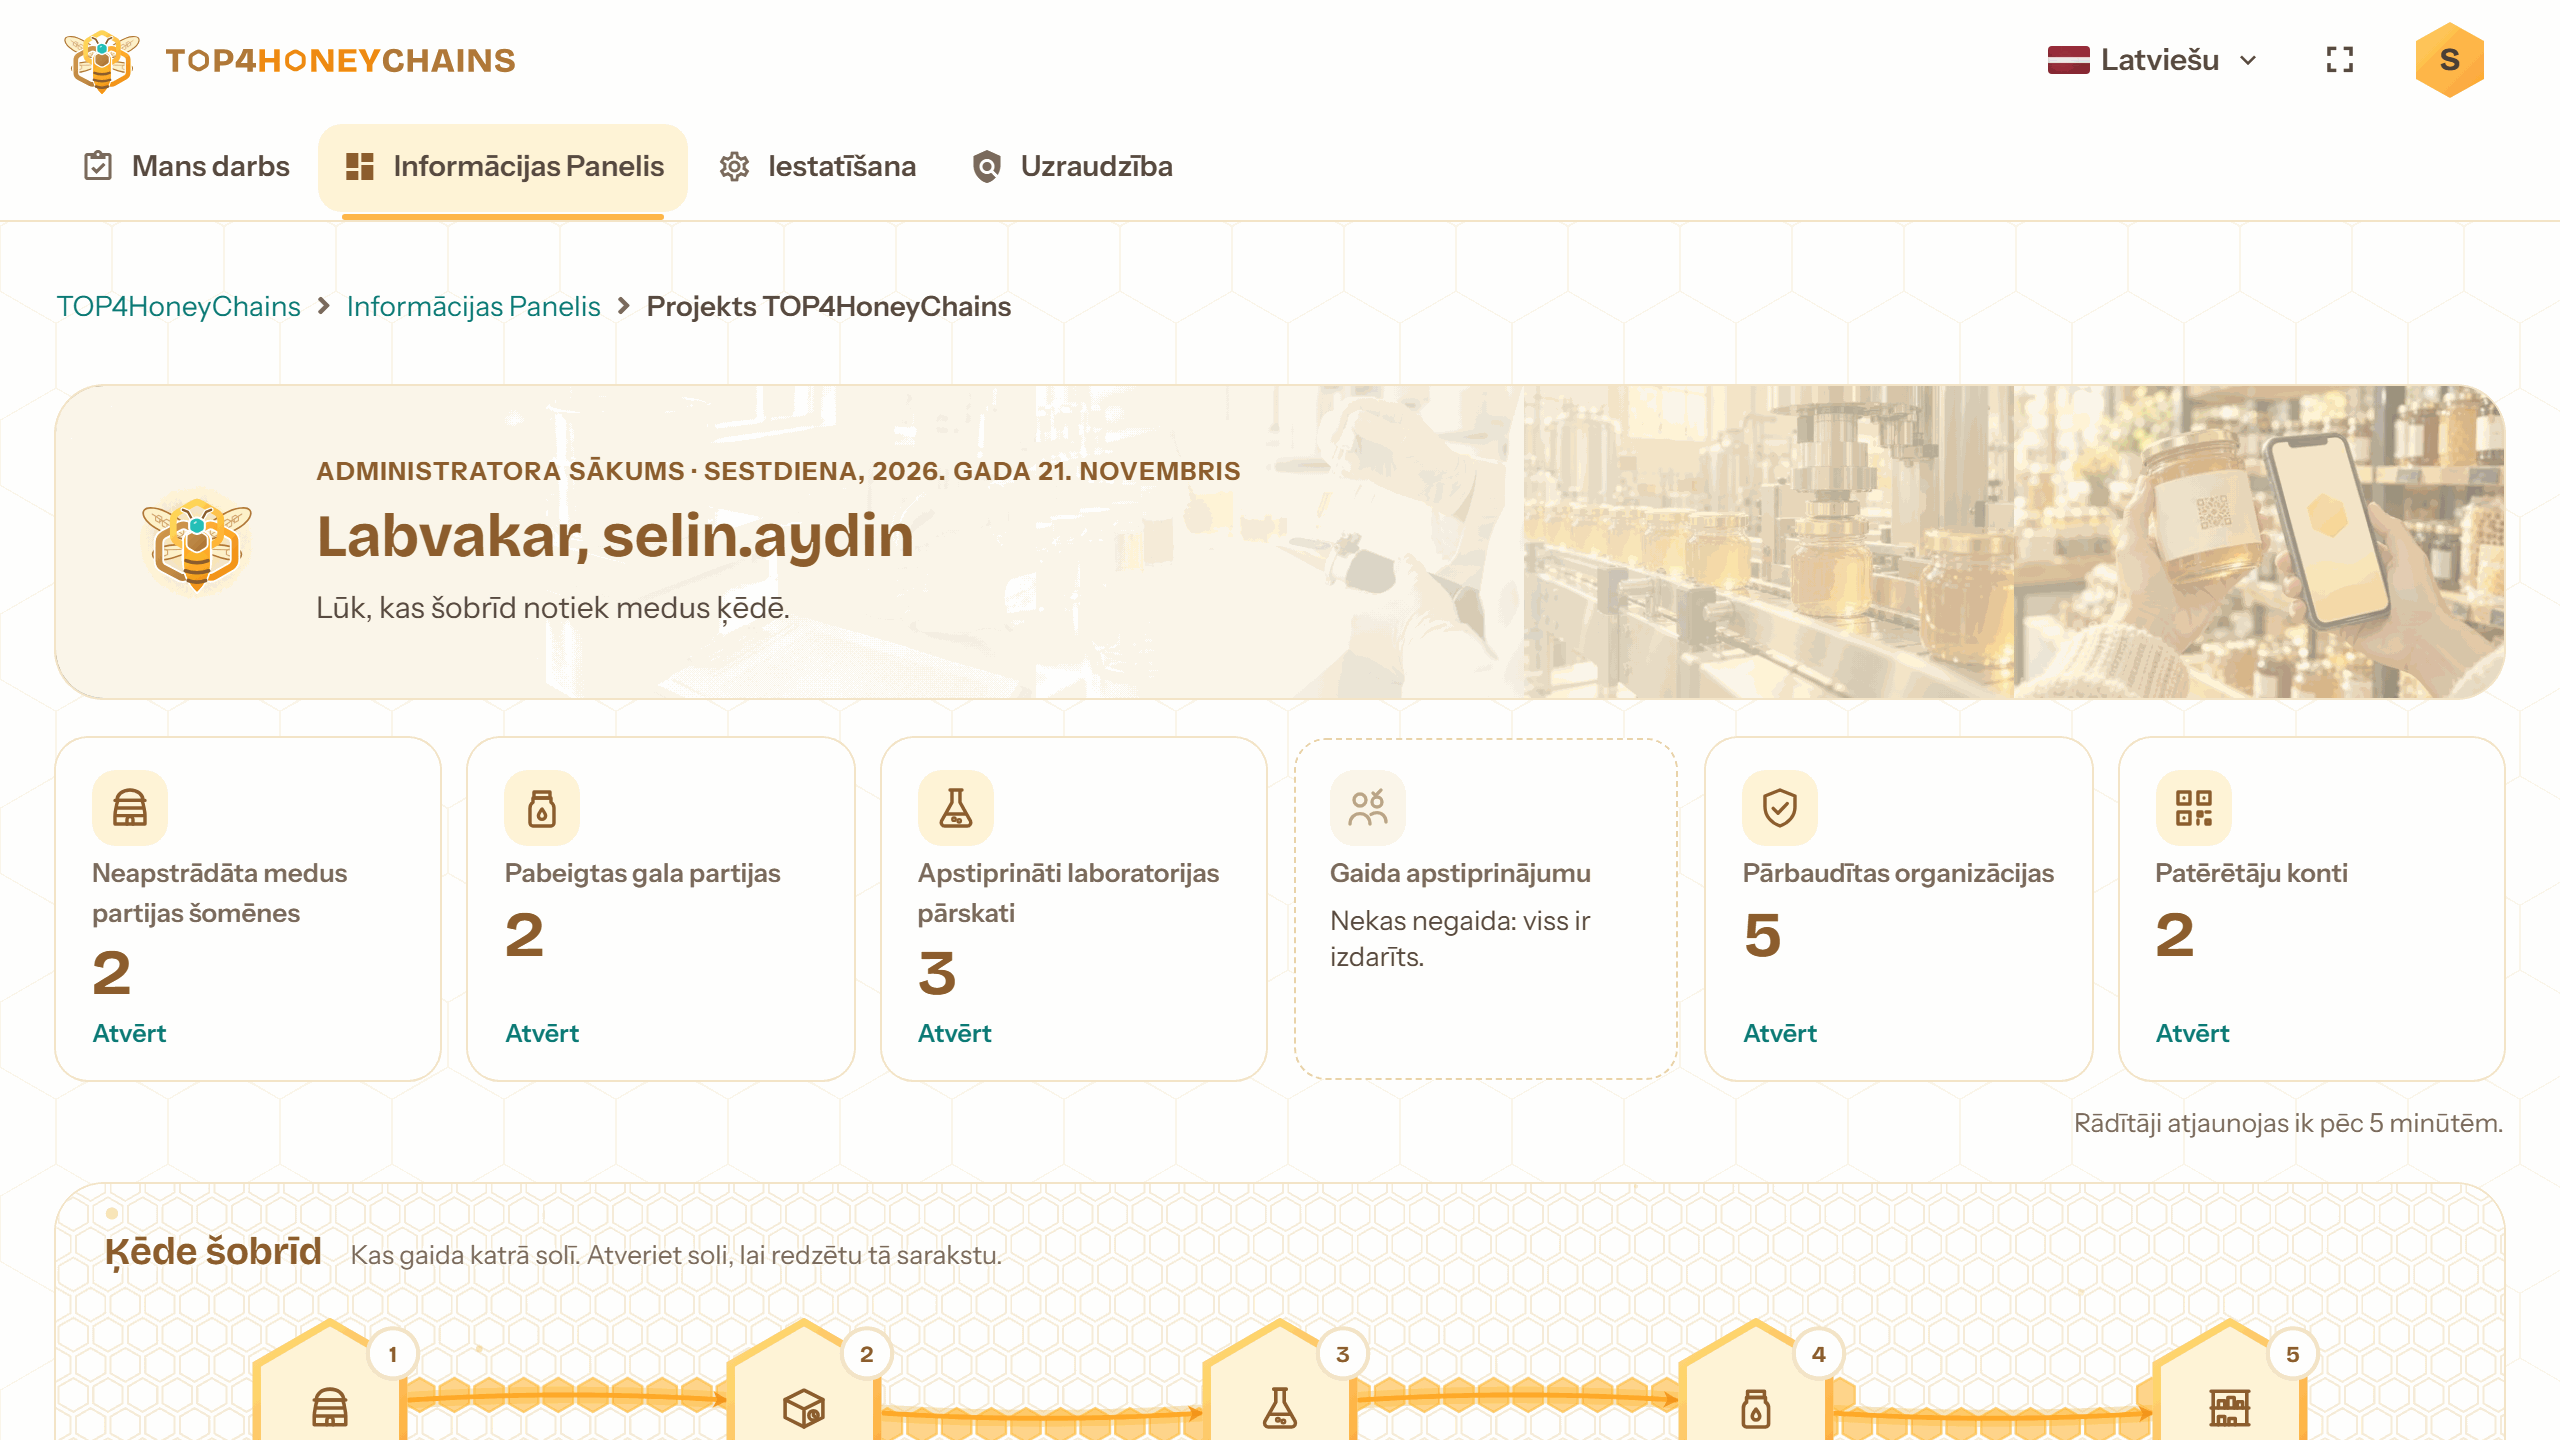 TOP4HONEYCHAINS
Latviešu
S
Mans darbs
Informācijas Panelis
Iestatīšana
Uzraudzība
TOP4HoneyChains
Informācijas Panelis
Projekts TOP4HoneyChains
ADMINISTRATORA SĀKUMS · SESTDIENA, 2026. GADA 21. NOVEMBRIS
Labvakar, selin.aydin
Lūk, kas šobrīd notiek medus ķēdē.
Neapstrādāta medus
partijas šomēnes
2
Atvērt
Pabeigtas gala partijas
2
Atvērt
Apstiprināti laboratorijas
pārskati
3
Atvērt
Gaida apstiprinājumu
Nekas negaida: viss ir
izdarīts.
Pārbaudītas organizācijas
5
Atvērt
Patērētāju konti
2
Atvērt
Rādītāji atjaunojas ik pēc 5 minūtēm.
Ķēde šobrīd
Kas gaida katrā solī. Atveriet soli, lai redzētu tā sarakstu.
1
2
3
4
5